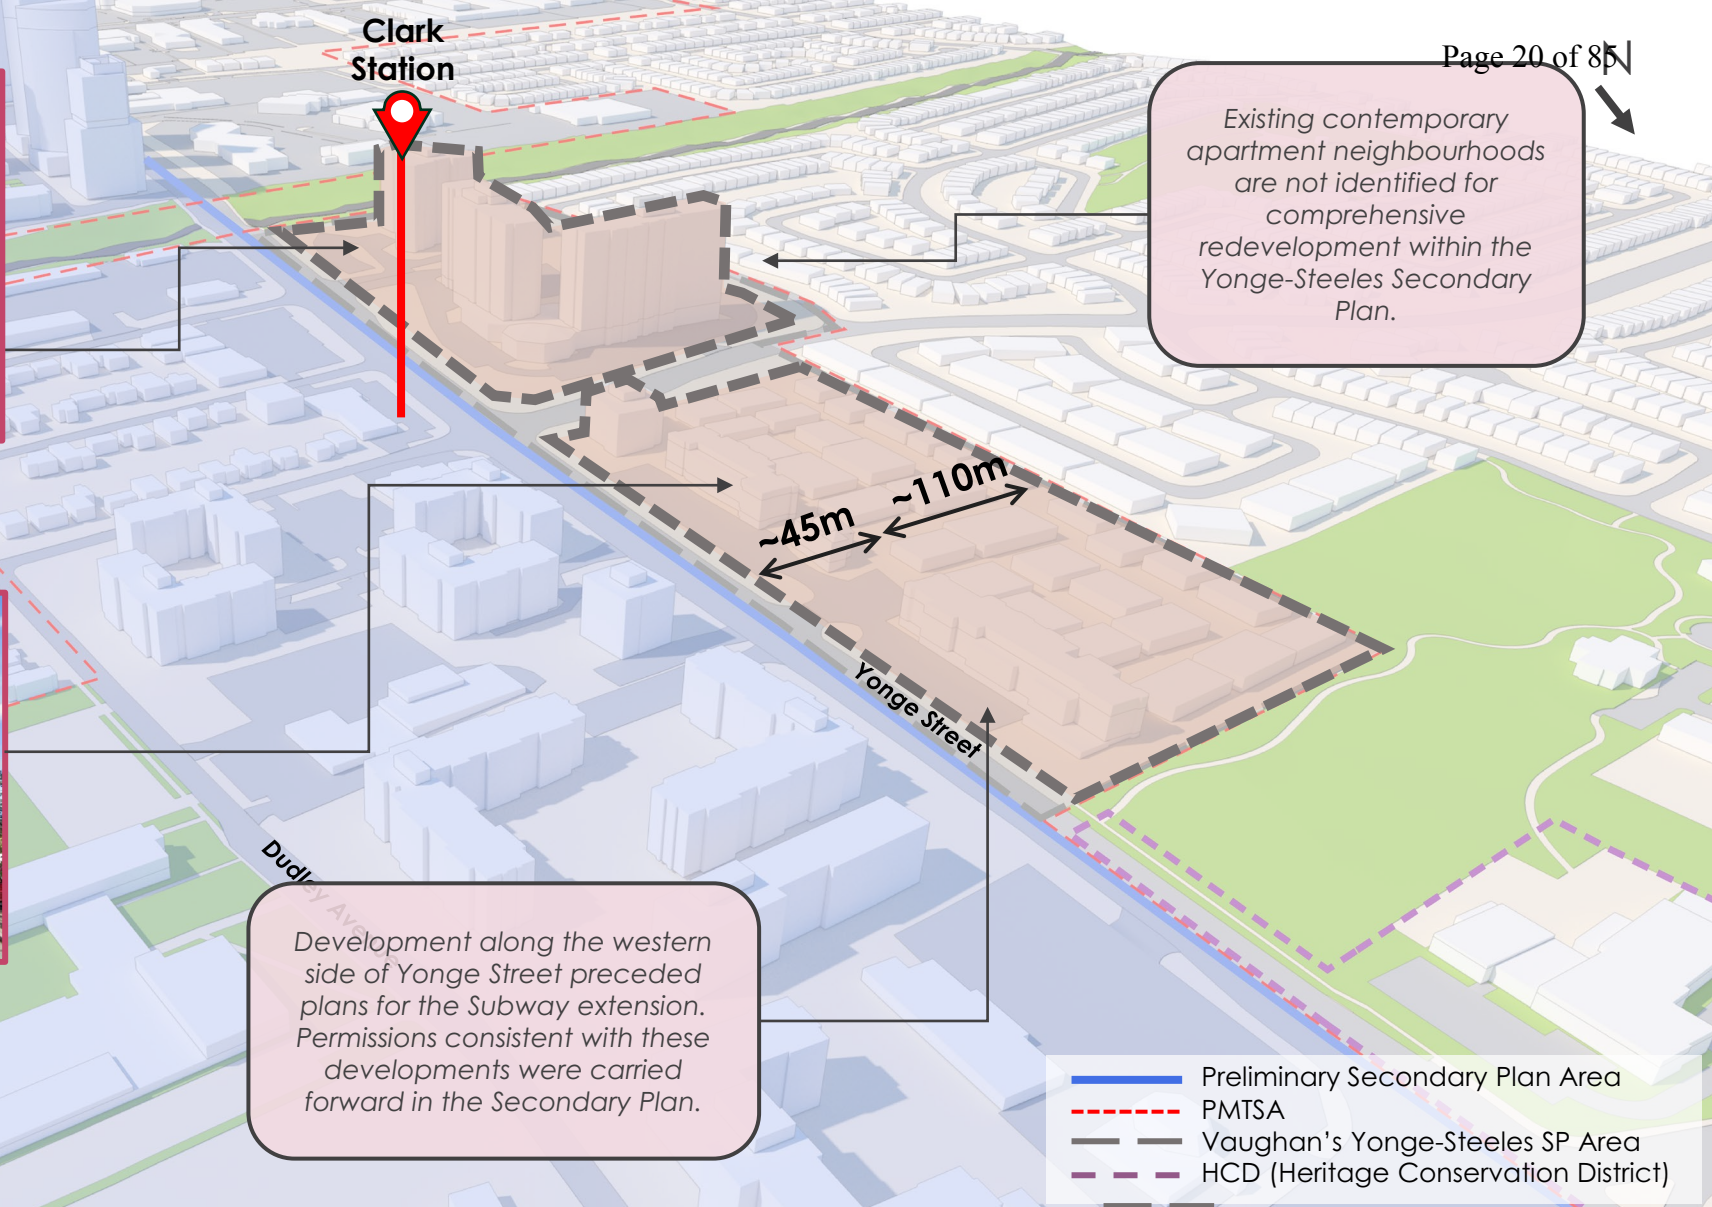 Clark
Station
Page 20 of 85
N
Existing contemporary
apartment neighbourhoods
are not identified for
comprehensive
redevelopment within the
Yonge-Steeles Secondary
Plan.
~45m
~110m
Yonge Street
Dudley Avenue
Development along the western
side of Yonge Street preceded
plans for the Subway extension.
Permissions consistent with these
developments were carried
forward in the Secondary Plan.
Preliminary Secondary Plan Area
PMTSA
Vaughan's Yonge-Steeles SP Area
HCD (Heritage Conservation District)